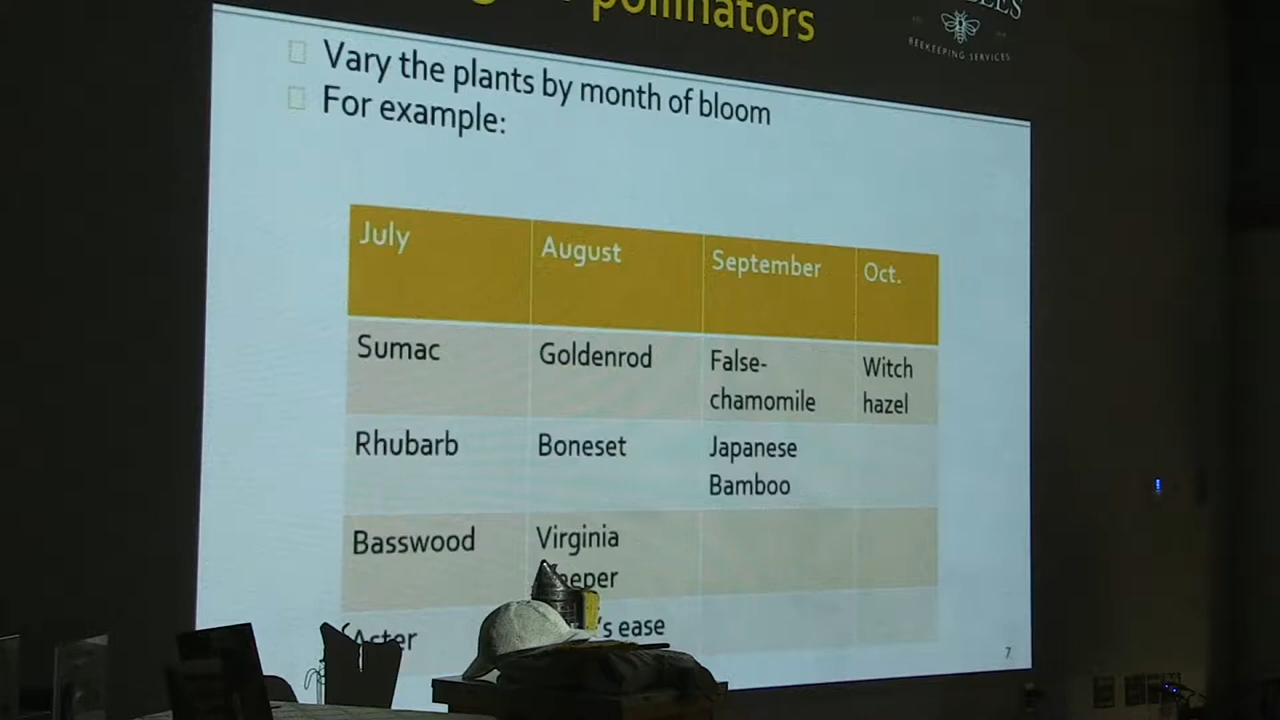 pollinators
BEEKEEPING SERVICES
Vary the plants by month of bloom
For example:
July August September Oct.
Sumac Goldenrod False-chamomile Witch hazel
Rhubarb Boneset Japanese Bamboo
Basswood Virginia
Aster 's ease
7